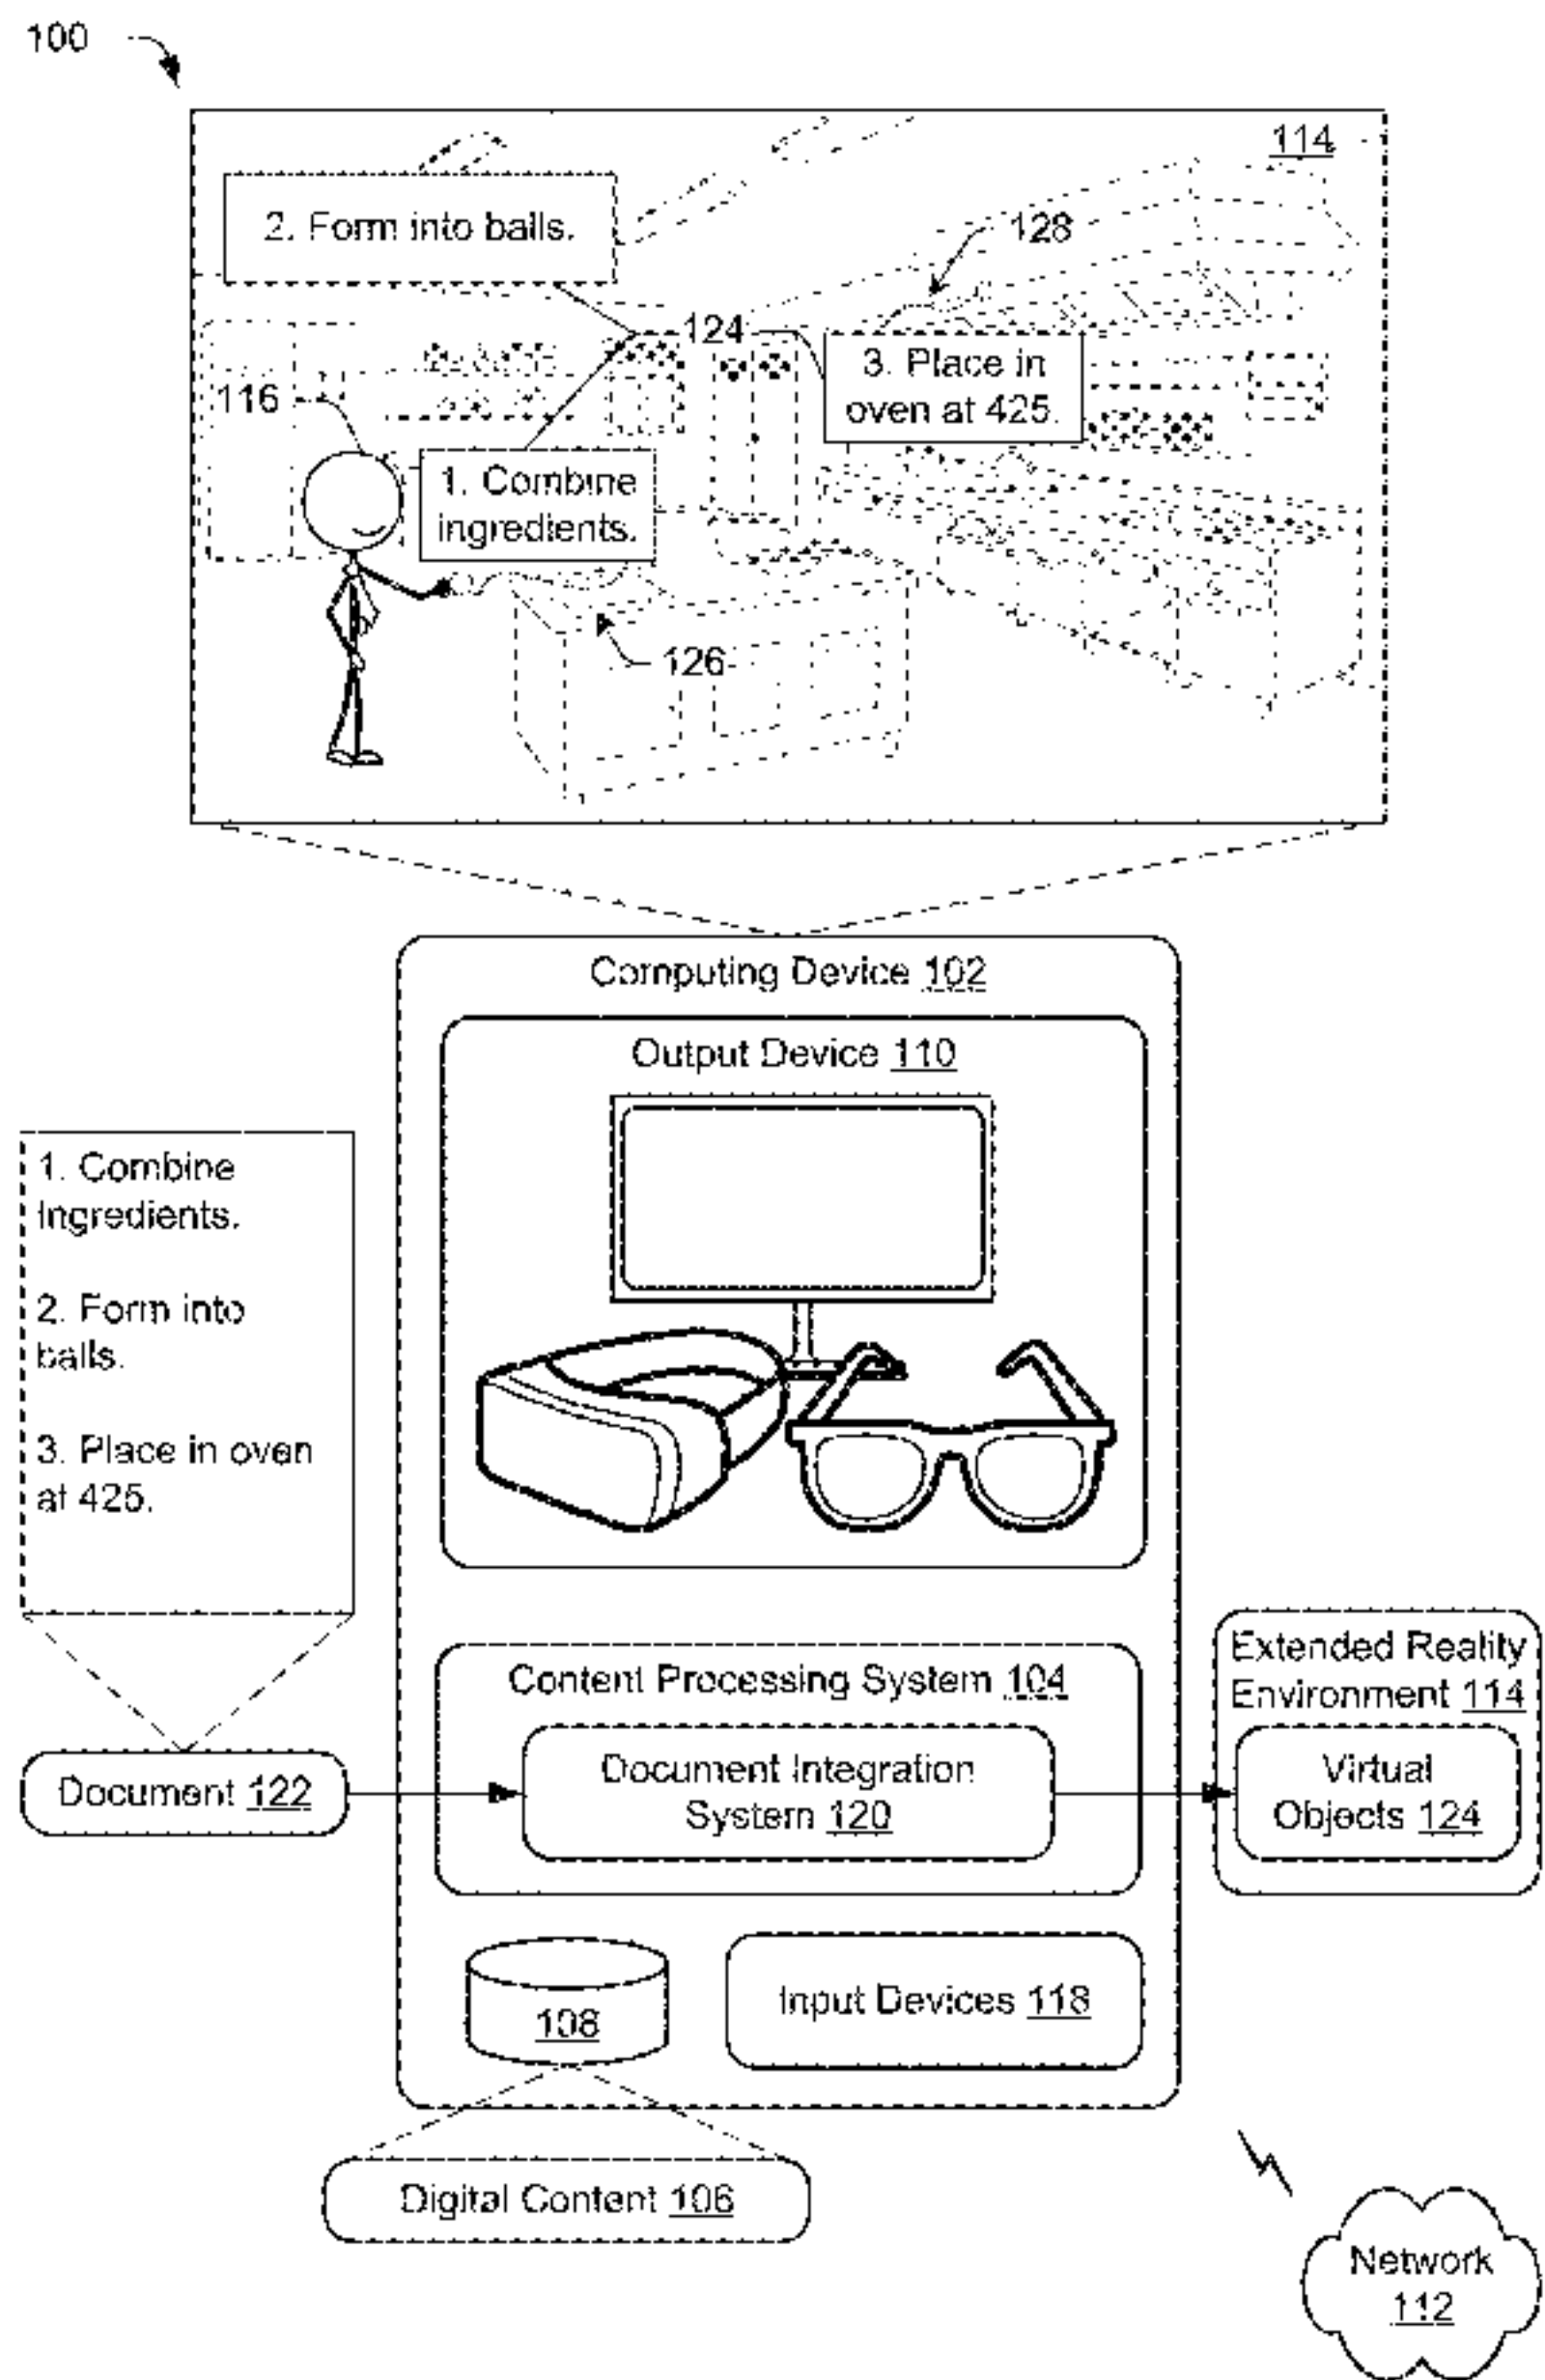 100
114
2. Form into balls.
128
124
3. Place in
oven at 425.
116
1. Combine
ingredients.
126
Computing Device 102
Output Device 110
1. Combine
ingredients.
2. Form into
balls.
3. Place in oven
at 425.
Content Processing System 104
Extended Reality
Environment 114
Document 122
Document Integration
System 120
Virtual
Objects 124
108
Input Devices 118
Digital Content 106
Network
112